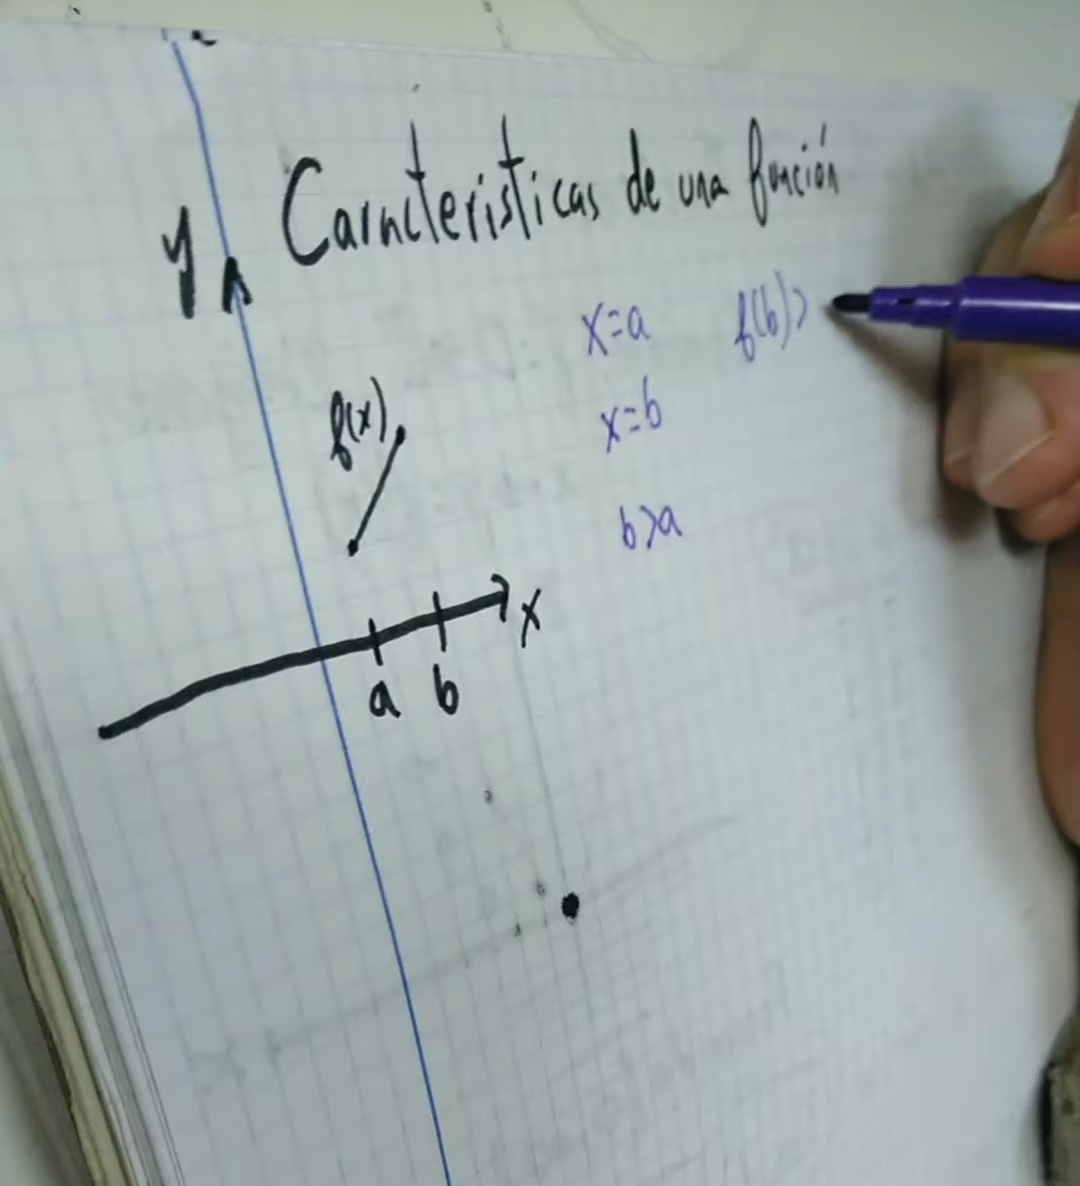 Caracteristicas de una función
y
x=a f(b)>
f(x)
x=b
b>a
x
a b